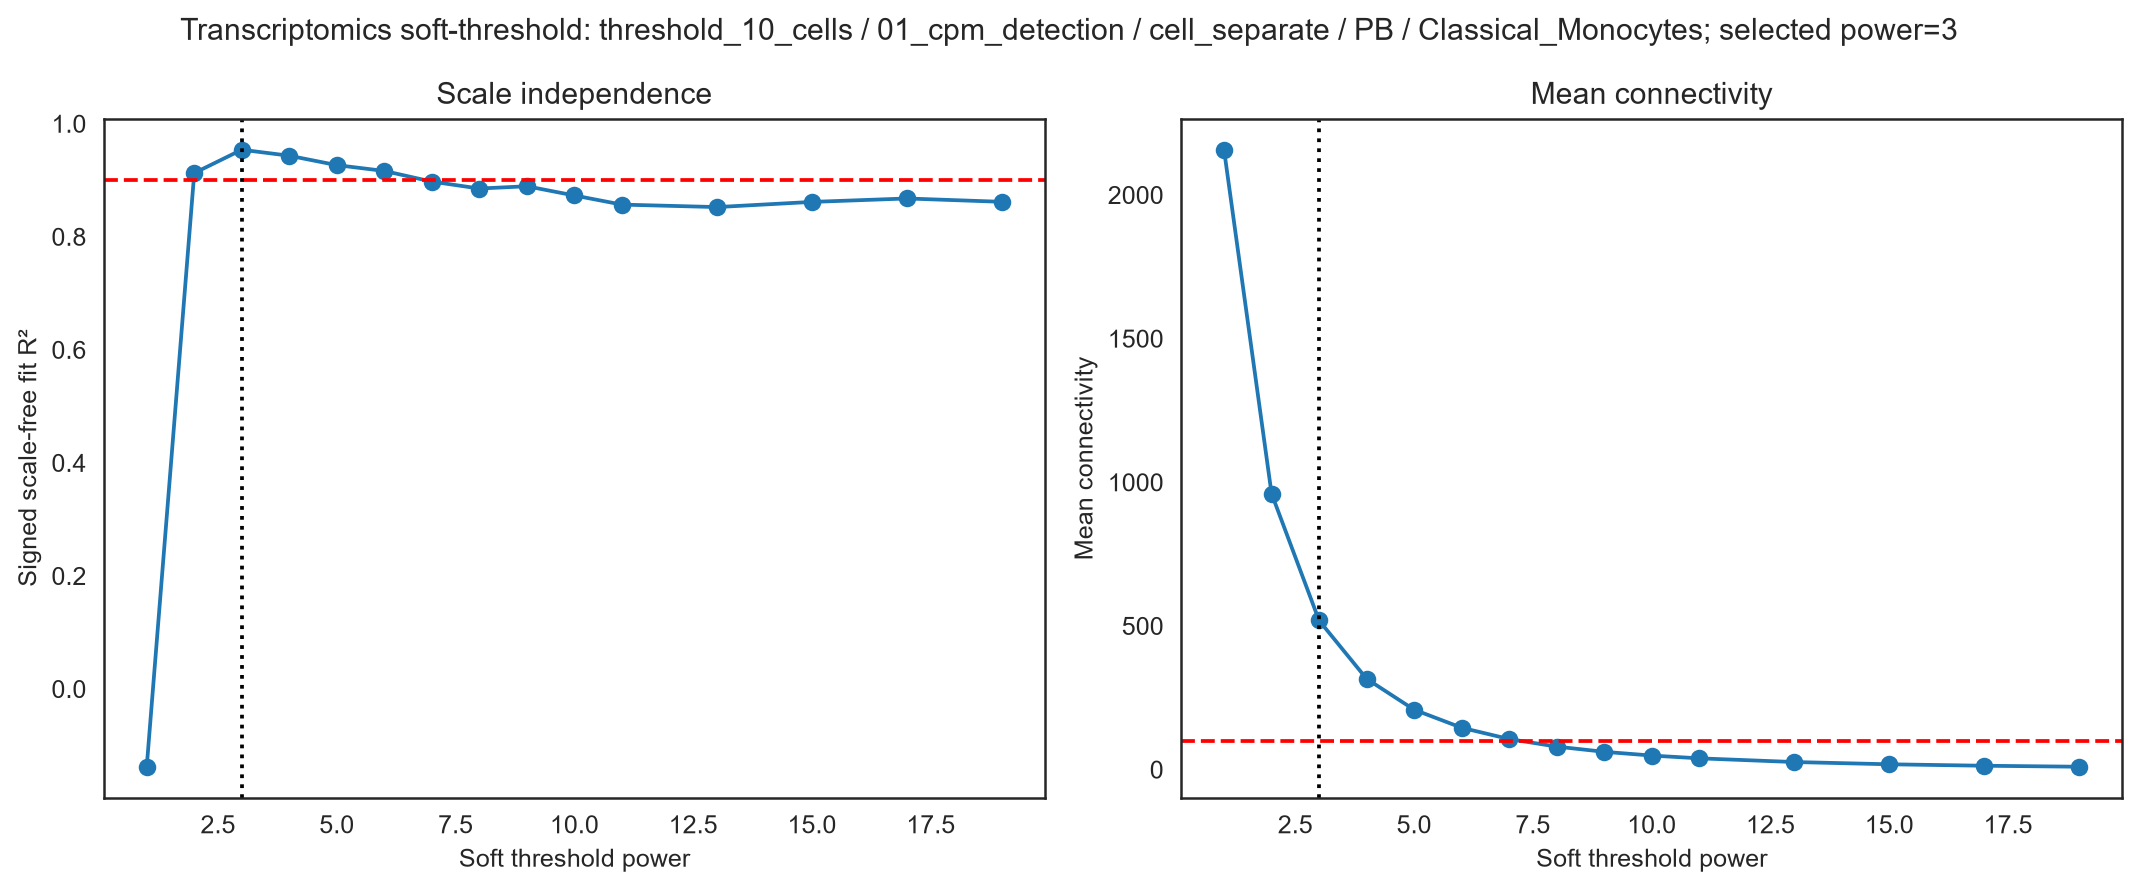 Transcriptomics soft-threshold: threshold_10_cells / 01_cpm_detection / cell_separate / PB / Classical_Monocytes; selected power=3
Scale independence
1.0
0.8
0.6
0.4
0.2
0.0
Signed scale-free fit R²
2.5 5.0 7.5 10.0 12.5 15.0 17.5
Soft threshold power
Mean connectivity
2000
1500
1000
500
0
Mean connectivity
2.5 5.0 7.5 10.0 12.5 15.0 17.5
Soft threshold power